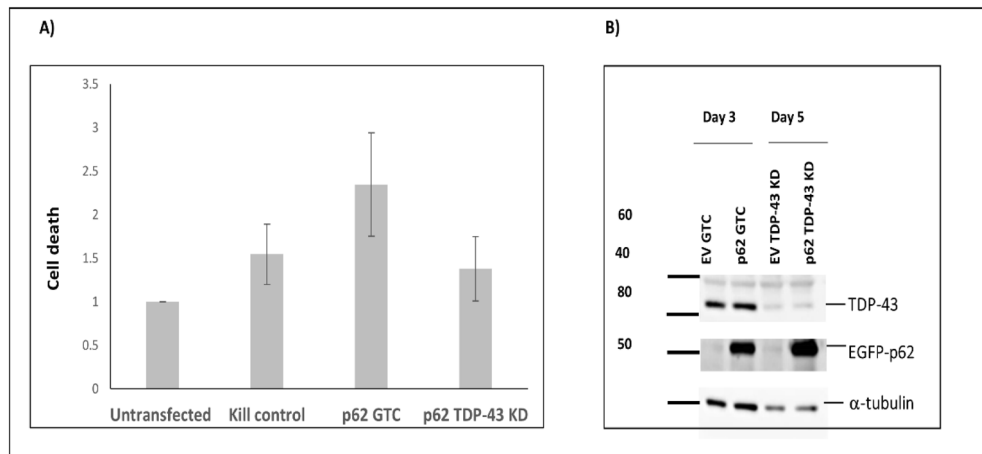 A)
3.5
3
2.5
2
1.5
1
0.5
0
Cell death
Untransfected
Kill control
p62 GTC
p62 TDP-43 KD
B)
Day 3
Day 5
EV GTC
p62 GTC
EV TDP-43 KD
p62 TDP-43 KD
60
40
80
50
TDP-43
EGFP-p62
α-tubulin